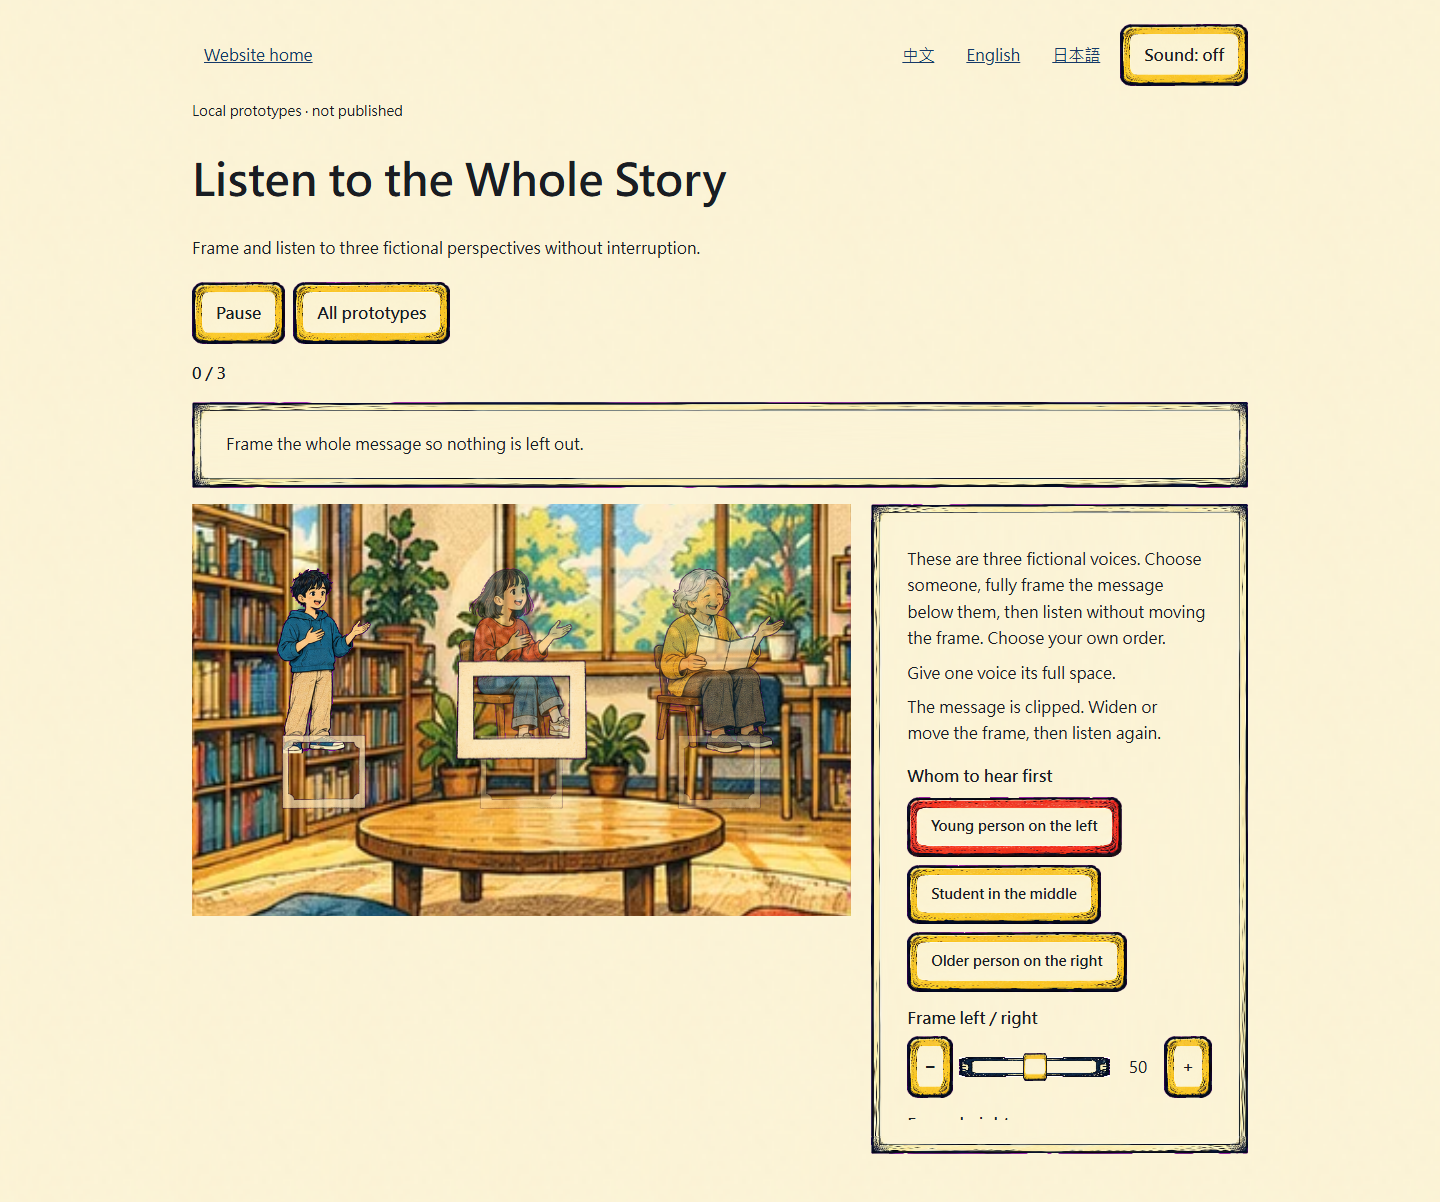 Website home
中文 English 日本語 Sound: off
Local prototypes · not published
Listen to the Whole Story
Frame and listen to three fictional perspectives without interruption.
Pause All prototypes
0 / 3
Frame the whole message so nothing is left out.
These are three fictional voices. Choose
someone, fully frame the message
below them, then listen without moving
the frame. Choose your own order.
Give one voice its full space.
The message is clipped. Widen or
move the frame, then listen again.
Whom to hear first
Young person on the left
Student in the middle
Older person on the right
Frame left / right
− 50 +